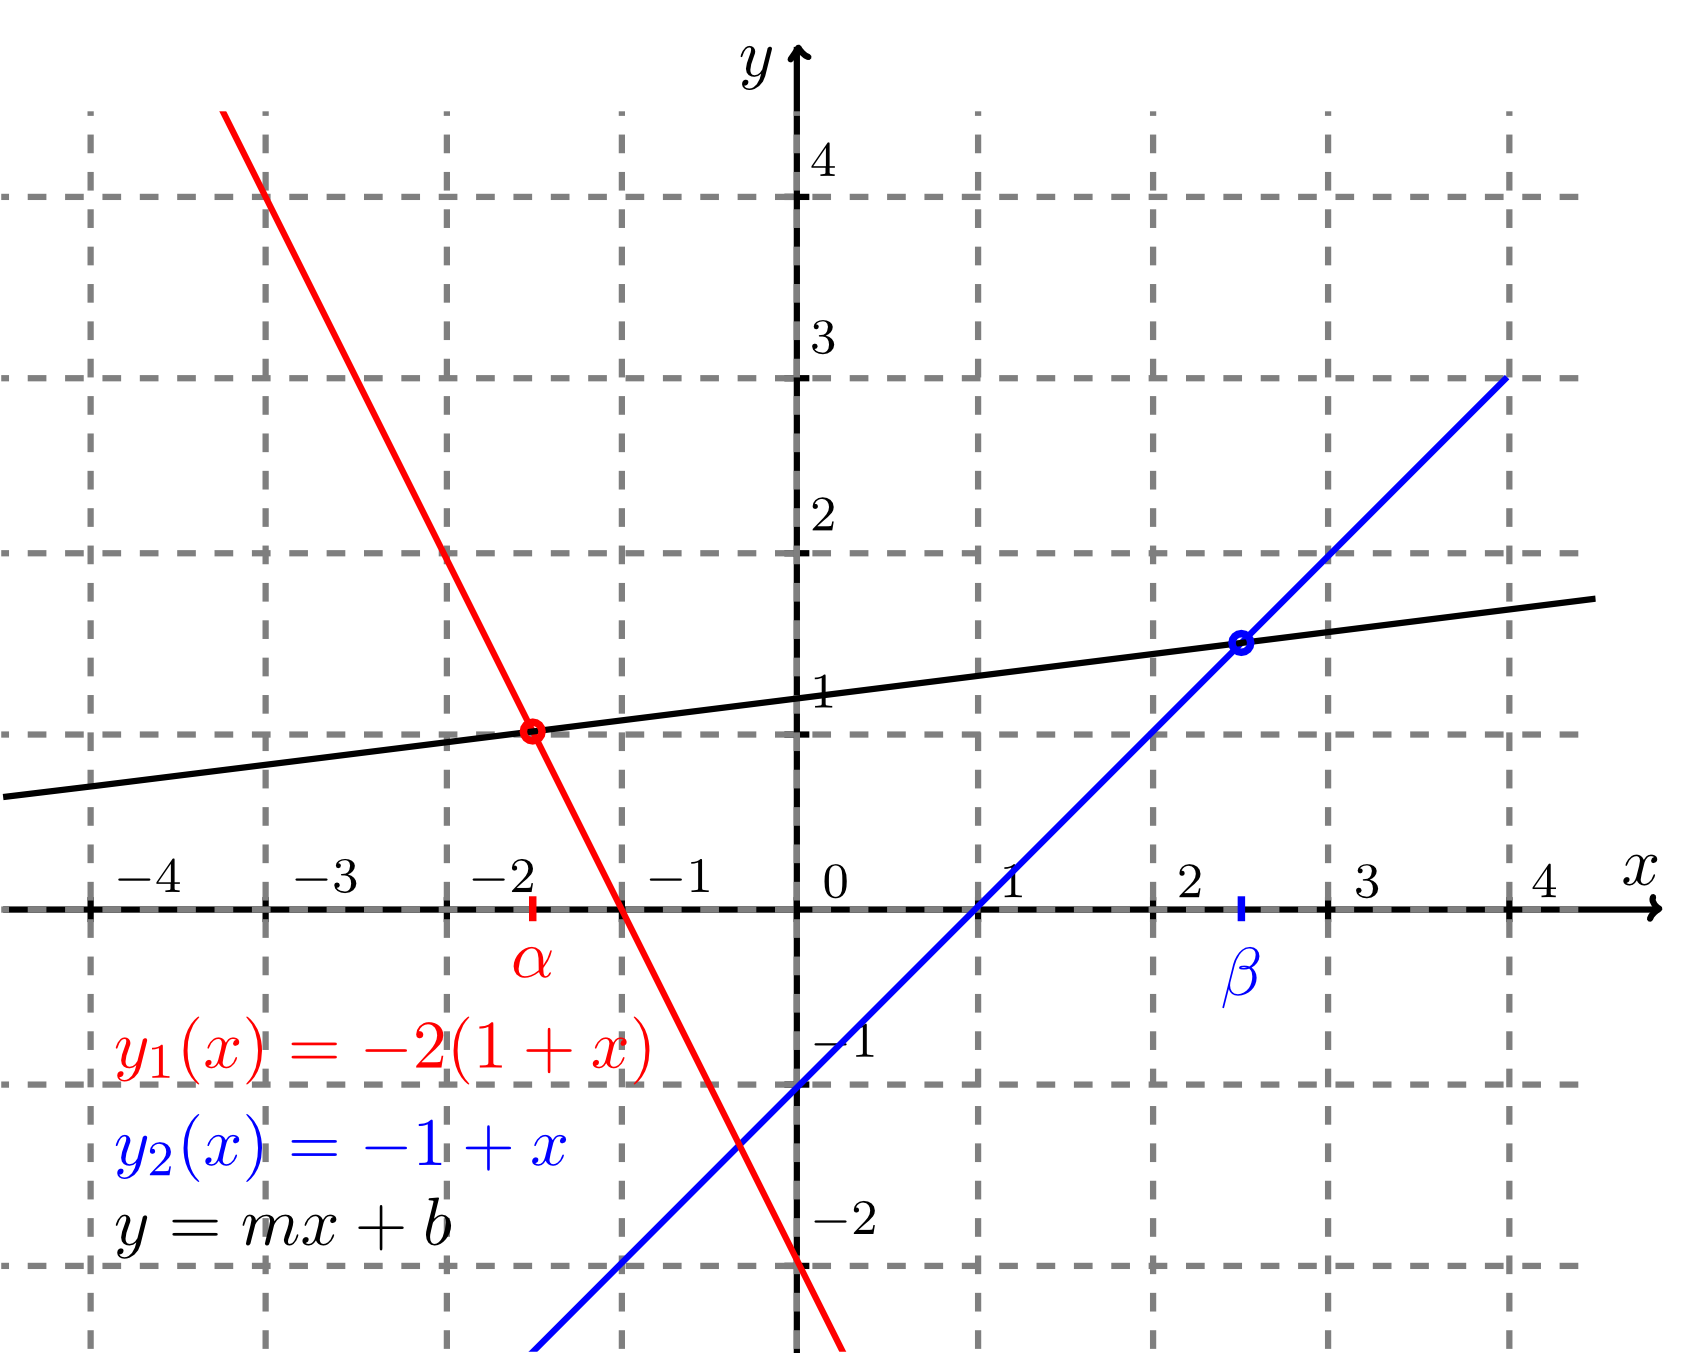 y
4
3
2
1
−4 −3 −2 −1 0 1 2 3 4 x
α β
−1
y₁(x) = −2(1 + x)
y₂(x) = −1 + x
−2
y = mx + b